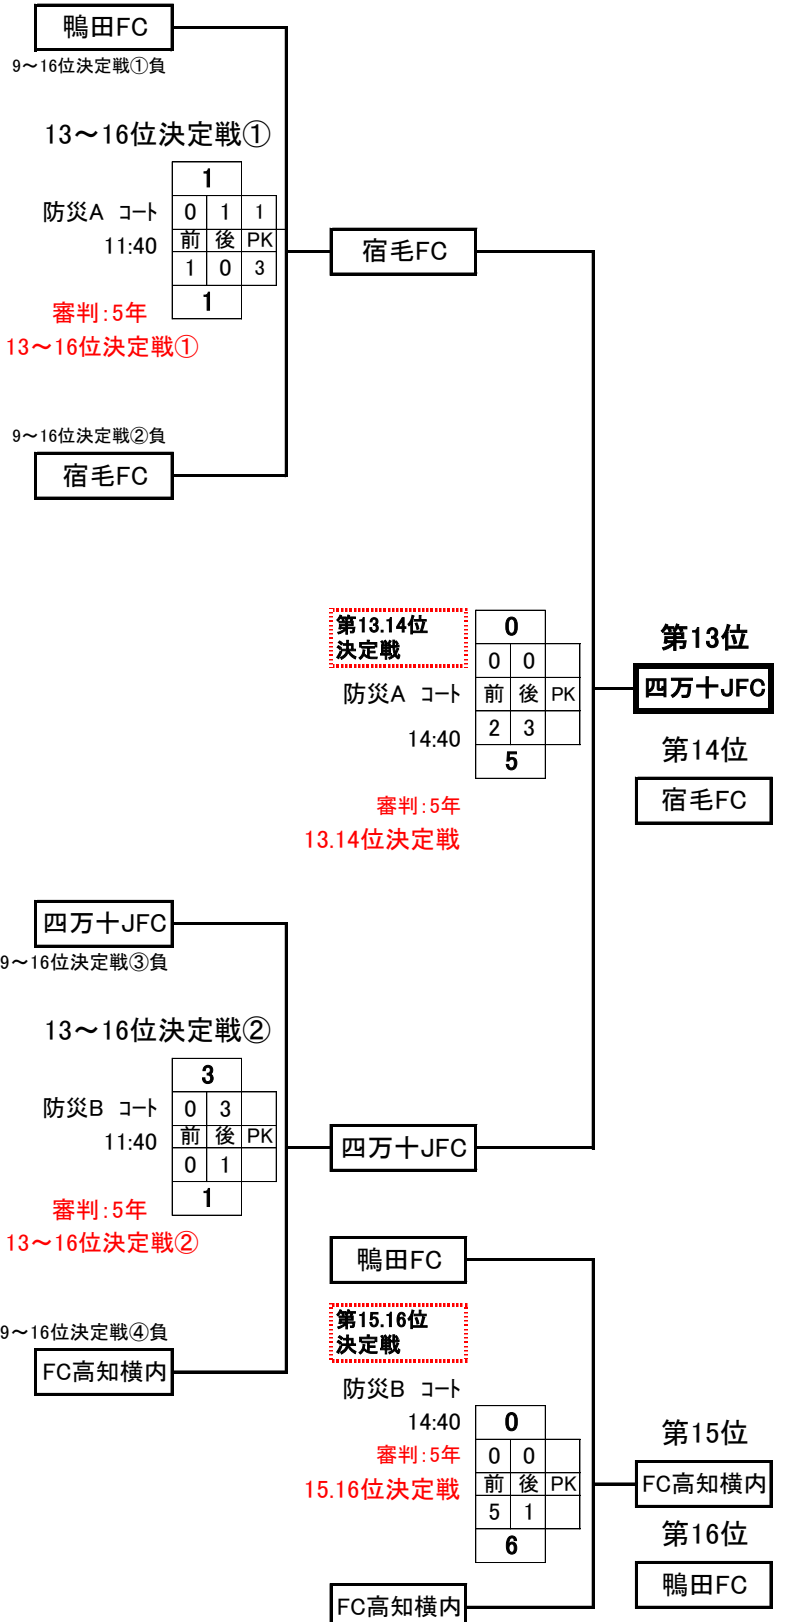 鴨田FC
9～16位決定戦①負
13～16位決定戦①
1
防災A コート
0 1 1
11:40
前 後 PK
1 0 3
1
審判：5年
13～16位決定戦①
宿毛FC
9～16位決定戦②負
宿毛FC
第13.14位
決定戦
0
0 0
防災A コート
前 後 PK
14:40
2 3
5
審判：5年
13.14位決定戦
第13位
四万十JFC
第14位
宿毛FC
四万十JFC
9～16位決定戦③負
13～16位決定戦②
3
防災B コート
0 3
11:40
前 後 PK
0 1
1
審判：5年
13～16位決定戦②
四万十JFC
9～16位決定戦④負
FC高知横内
鴨田FC
第15.16位
決定戦
防災B コート
14:40
0
審判：5年
0 0
15.16位決定戦
前 後 PK
5 1
6
FC高知横内
第15位
FC高知横内
第16位
鴨田FC